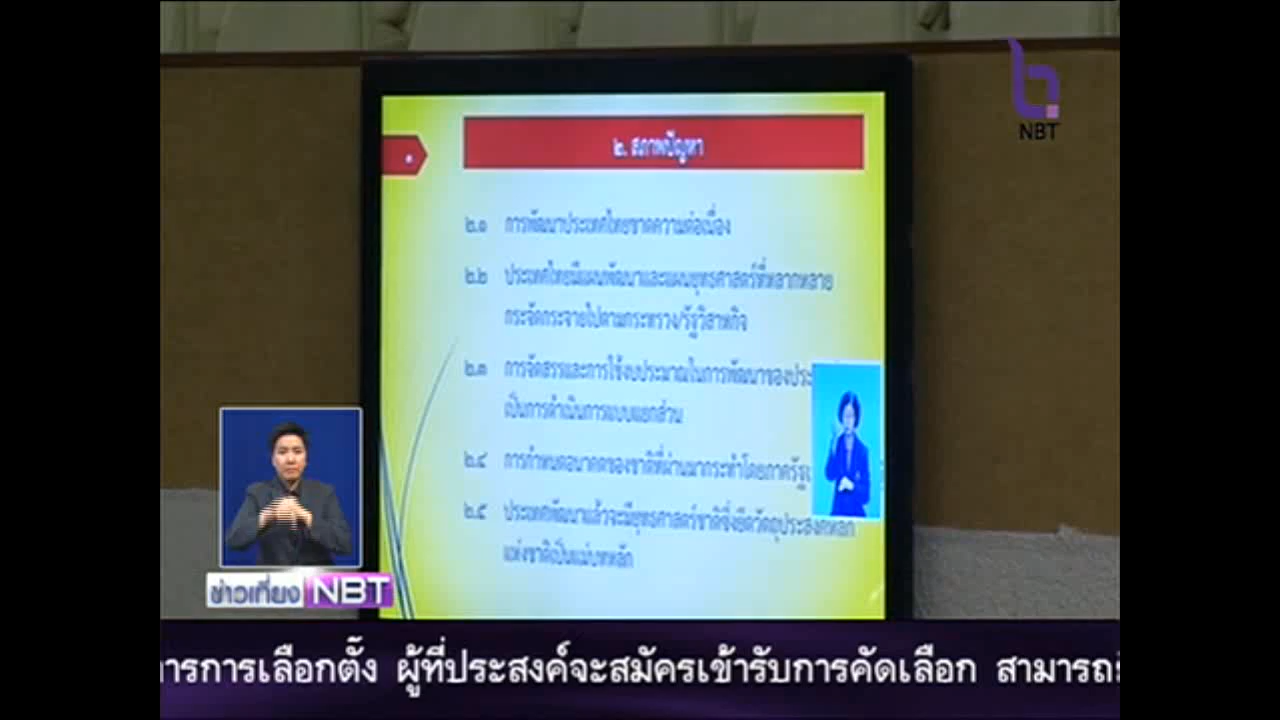 NBT
๒. สภาพปัญหา
๒.๑ การพัฒนาประเทศไทยขาดความต่อเนื่อง
๒.๒ ประเทศไทยมีแผนพัฒนาและแผนยุทธศาสตร์ที่หลากหลาย
กระจัดกระจายไปตามกระทรวง/รัฐวิสาหกิจ
๒.๓ การจัดสรรและการใช้งบประมาณในการพัฒนาของประ
เป็นการดำเนินการแบบแยกส่วน
๒.๔ การกำหนดอนาคตของชาติที่ผ่านมากระทำโดยภาครัฐ
๒.๕ ประเทศพัฒนาแล้วจะมียุทธศาสตร์ชาติซึ่งยึดวัตถุประสงค์หลัก
แห่งชาติเป็นแม่บทหลัก
ข่าวเที่ยง NBT
ารการเลือกตั้ง ผู้ที่ประสงค์จะสมัครเข้ารับการคัดเลือก สามารถ